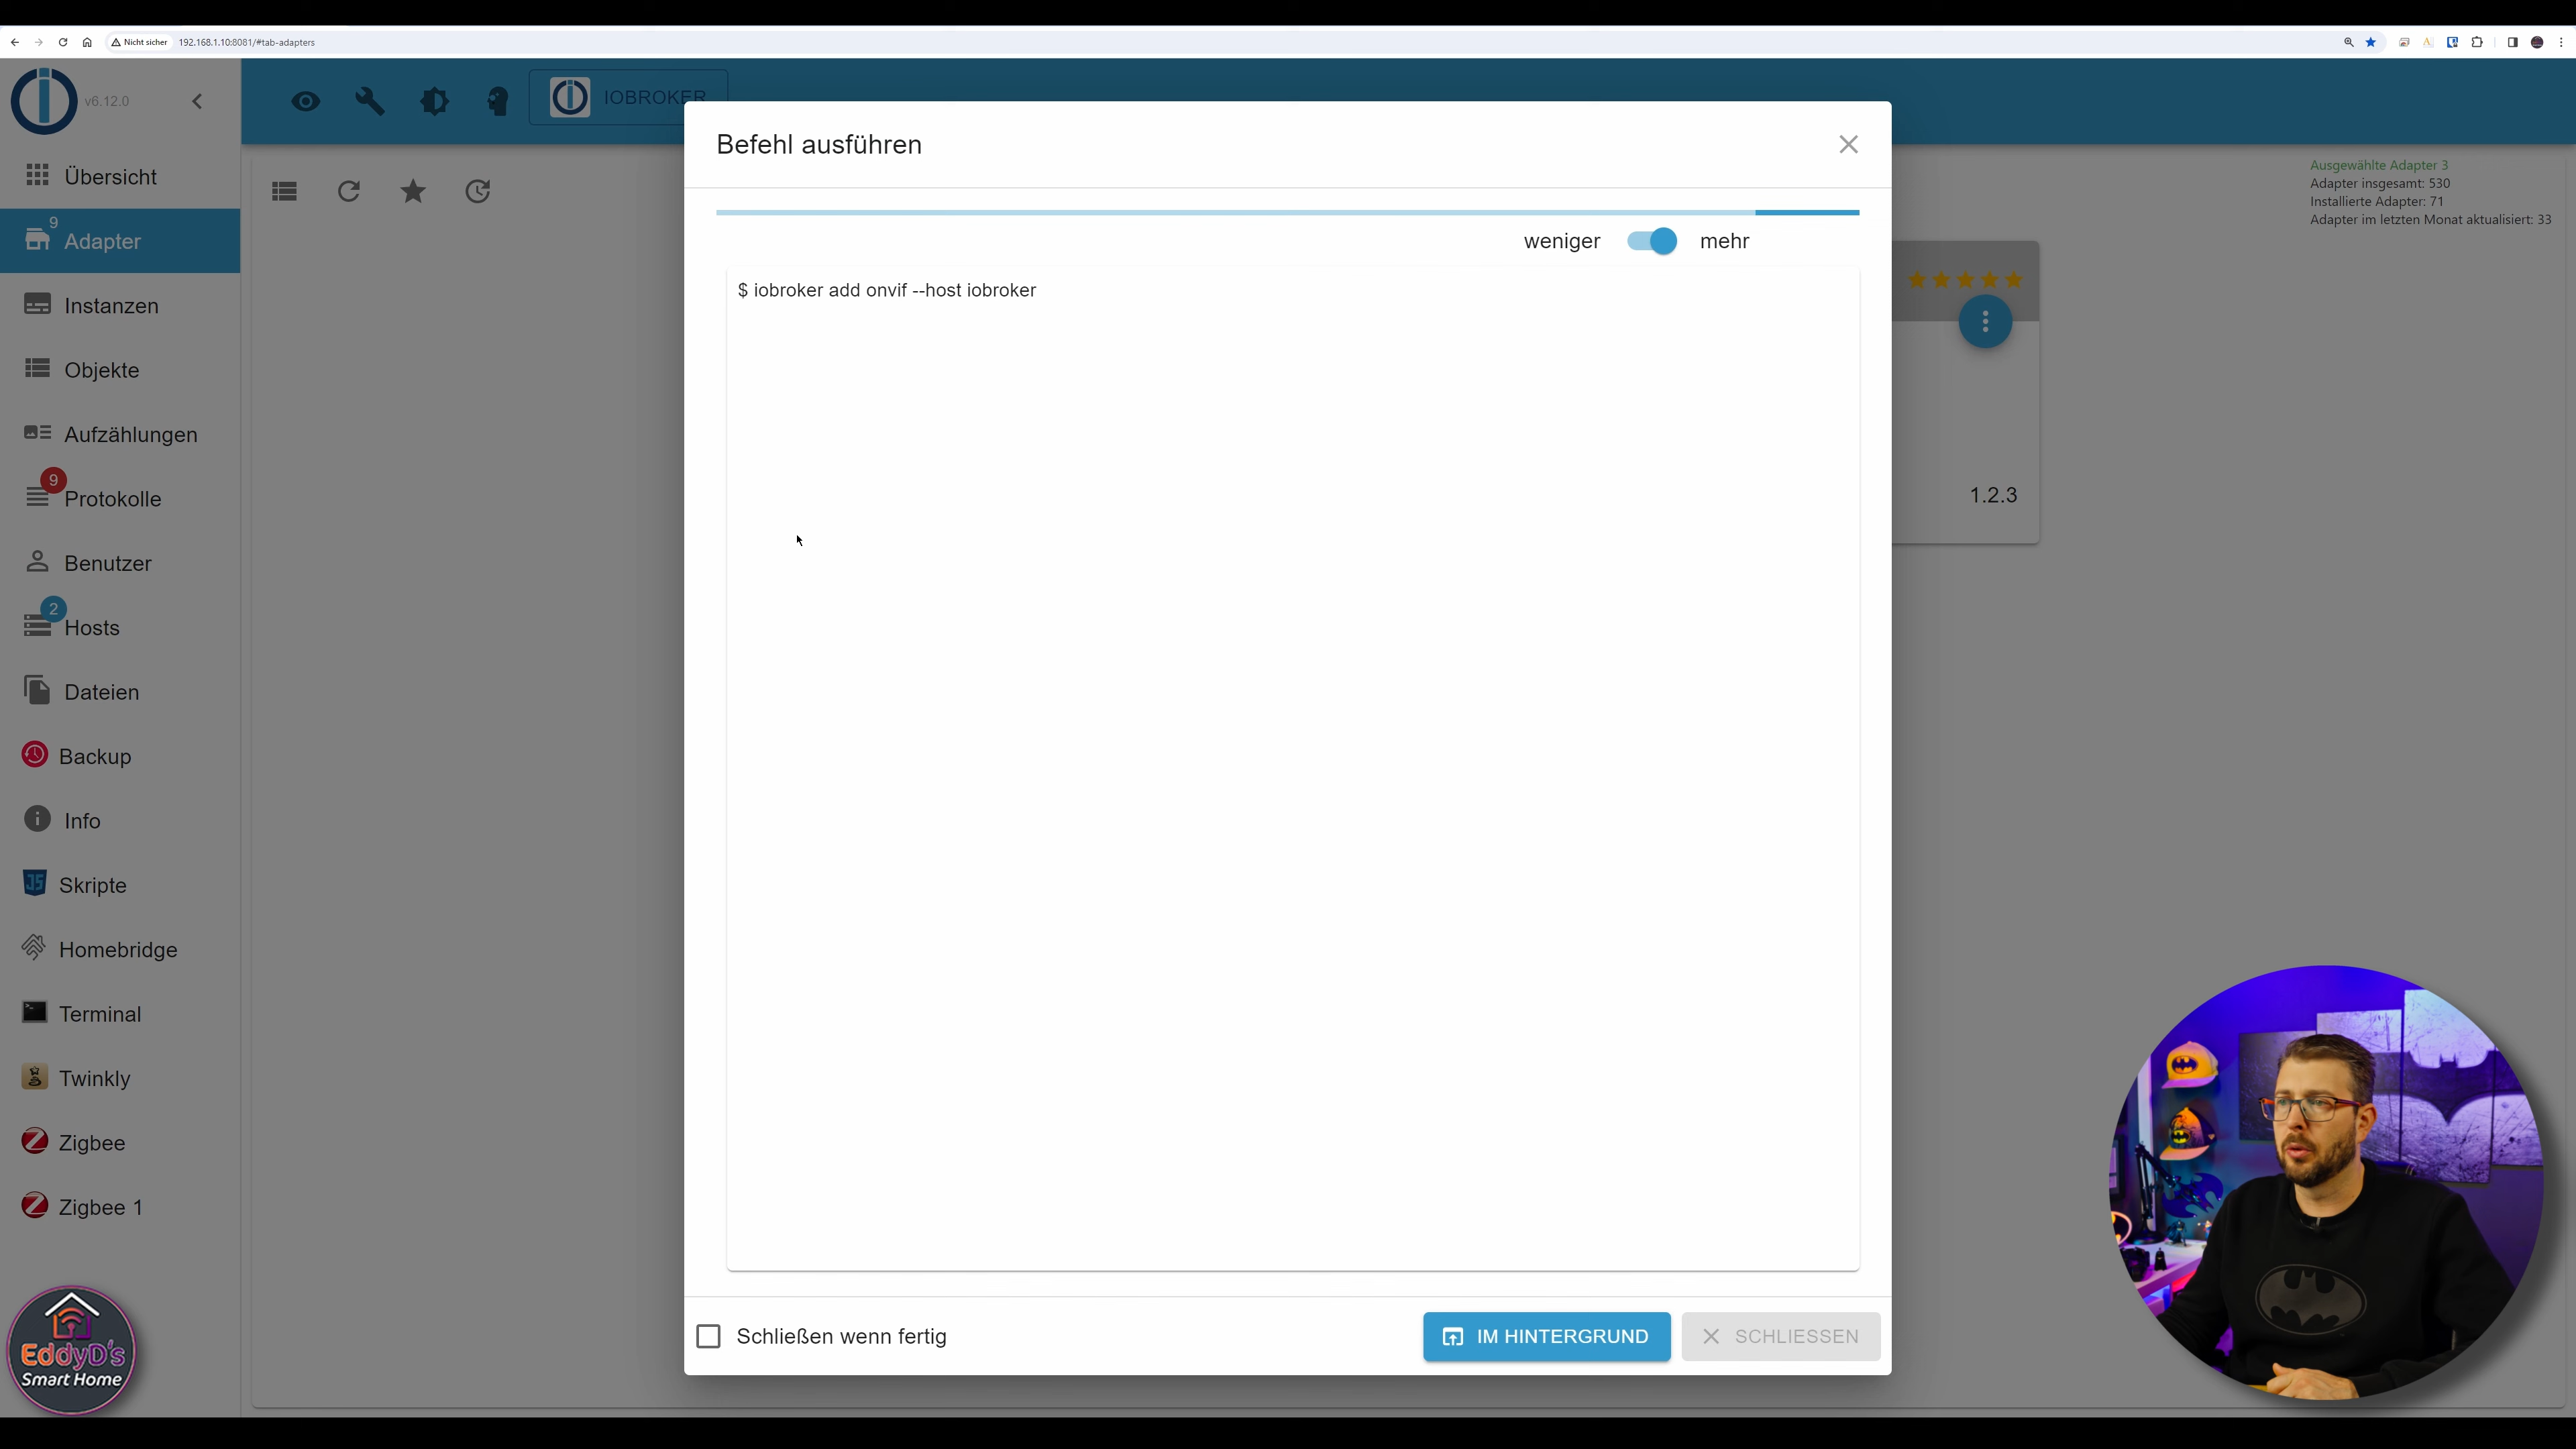 Nicht sicher
192.168.1.10:8081/#tab-adapters
v6.12.0
IOBROKER
Übersicht
9
Adapter
Instanzen
Objekte
Aufzählungen
9
Protokolle
Benutzer
2
Hosts
Dateien
Backup
Info
JS
Skripte
Homebridge
Terminal
Twinkly
Zigbee
Zigbee 1
EddyD's
Smart Home
Befehl ausführen
weniger
mehr
$ iobroker add onvif --host iobroker
Schließen wenn fertig
IM HINTERGRUND
SCHLIESSEN
Ausgewählte Adapter 3
Adapter insgesamt: 530
Installierte Adapter: 71
Adapter im letzten Monat aktualisiert: 33
1.2.3